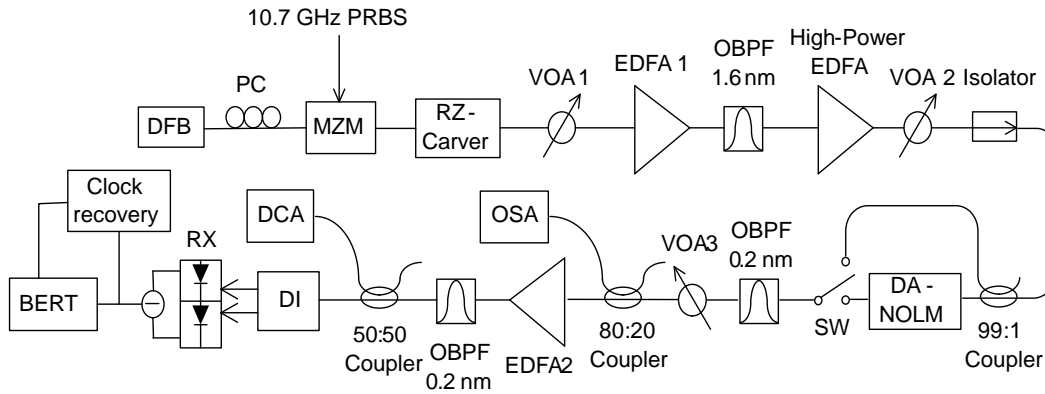 10.7 GHz PRBS
PC
DFB
MZM
RZ-
Carver
VOA 1
EDFA 1
OBPF
1.6 nm
High-Power
EDFA
VOA 2
Isolator
Clock
recovery
BERT
RX
DI
DCA
50:50
Coupler
OBPF
0.2 nm
EDFA2
OSA
80:20
Coupler
VOA3
OBPF
0.2 nm
SW
DA -
NOLM
99:1
Coupler